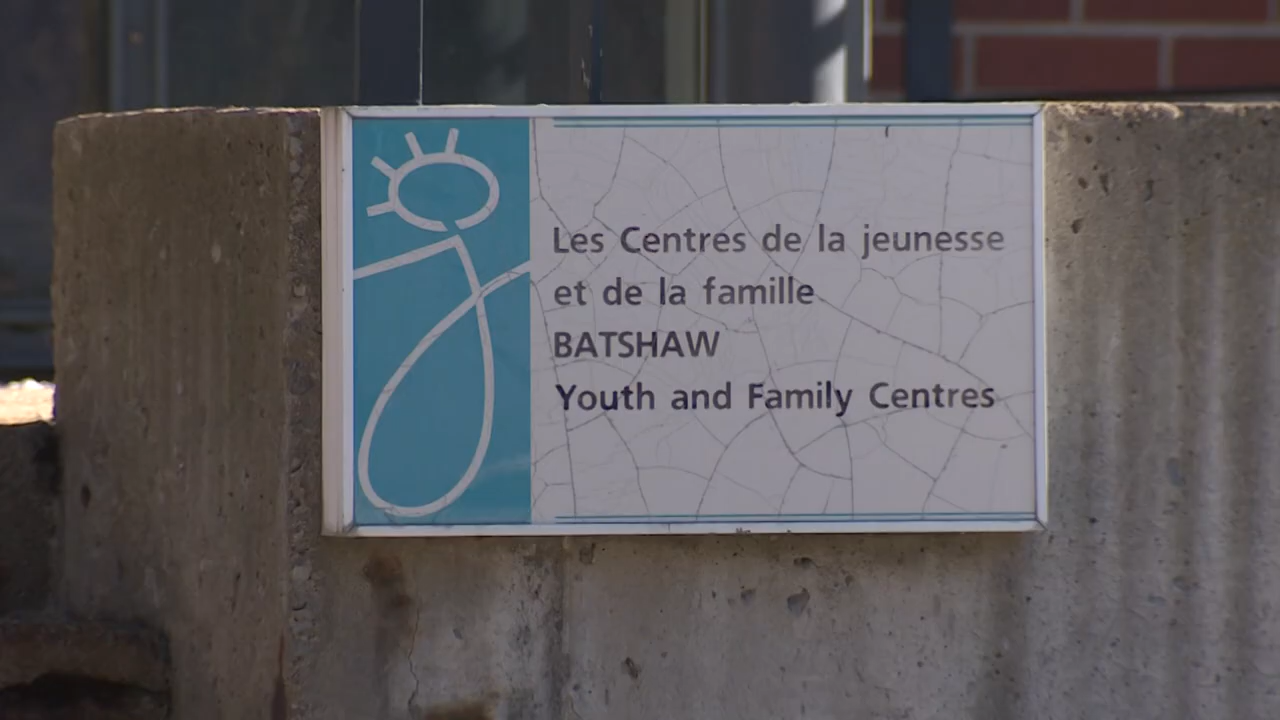 Les Centres de la jeunesse
et de la famille
BATSHAW
Youth and Family Centres